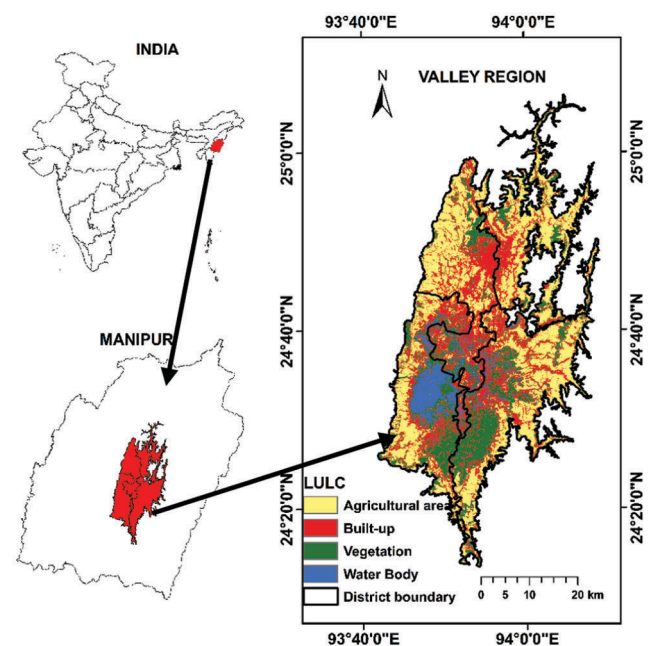 INDIA
MANIPUR
93°40'0"E 94°0'0"E
N
VALLEY REGION
25°0'0"N 25°0'0"N
24°40'0"N 24°40'0"N
24°20'0"N 24°20'0"N
LULC
Agricultural area
Built-up
Vegetation
Water Body
District boundary
0 5 10 20 km
93°40'0"E 94°0'0"E